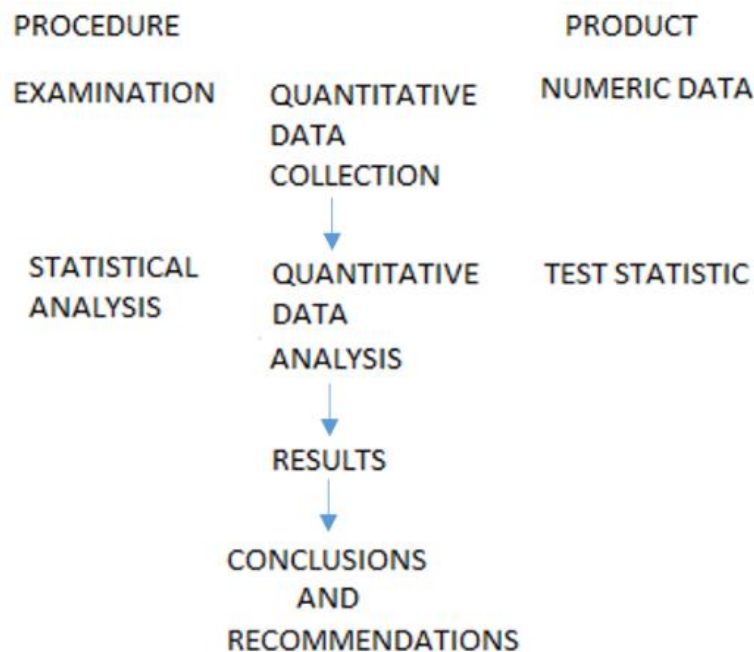 PROCEDURE PRODUCT
EXAMINATION QUANTITATIVE NUMERIC DATA
DATA
COLLECTION
STATISTICAL QUANTITATIVE TEST STATISTIC
ANALYSIS DATA
ANALYSIS
RESULTS
CONCLUSIONS
AND
RECOMMENDATIONS